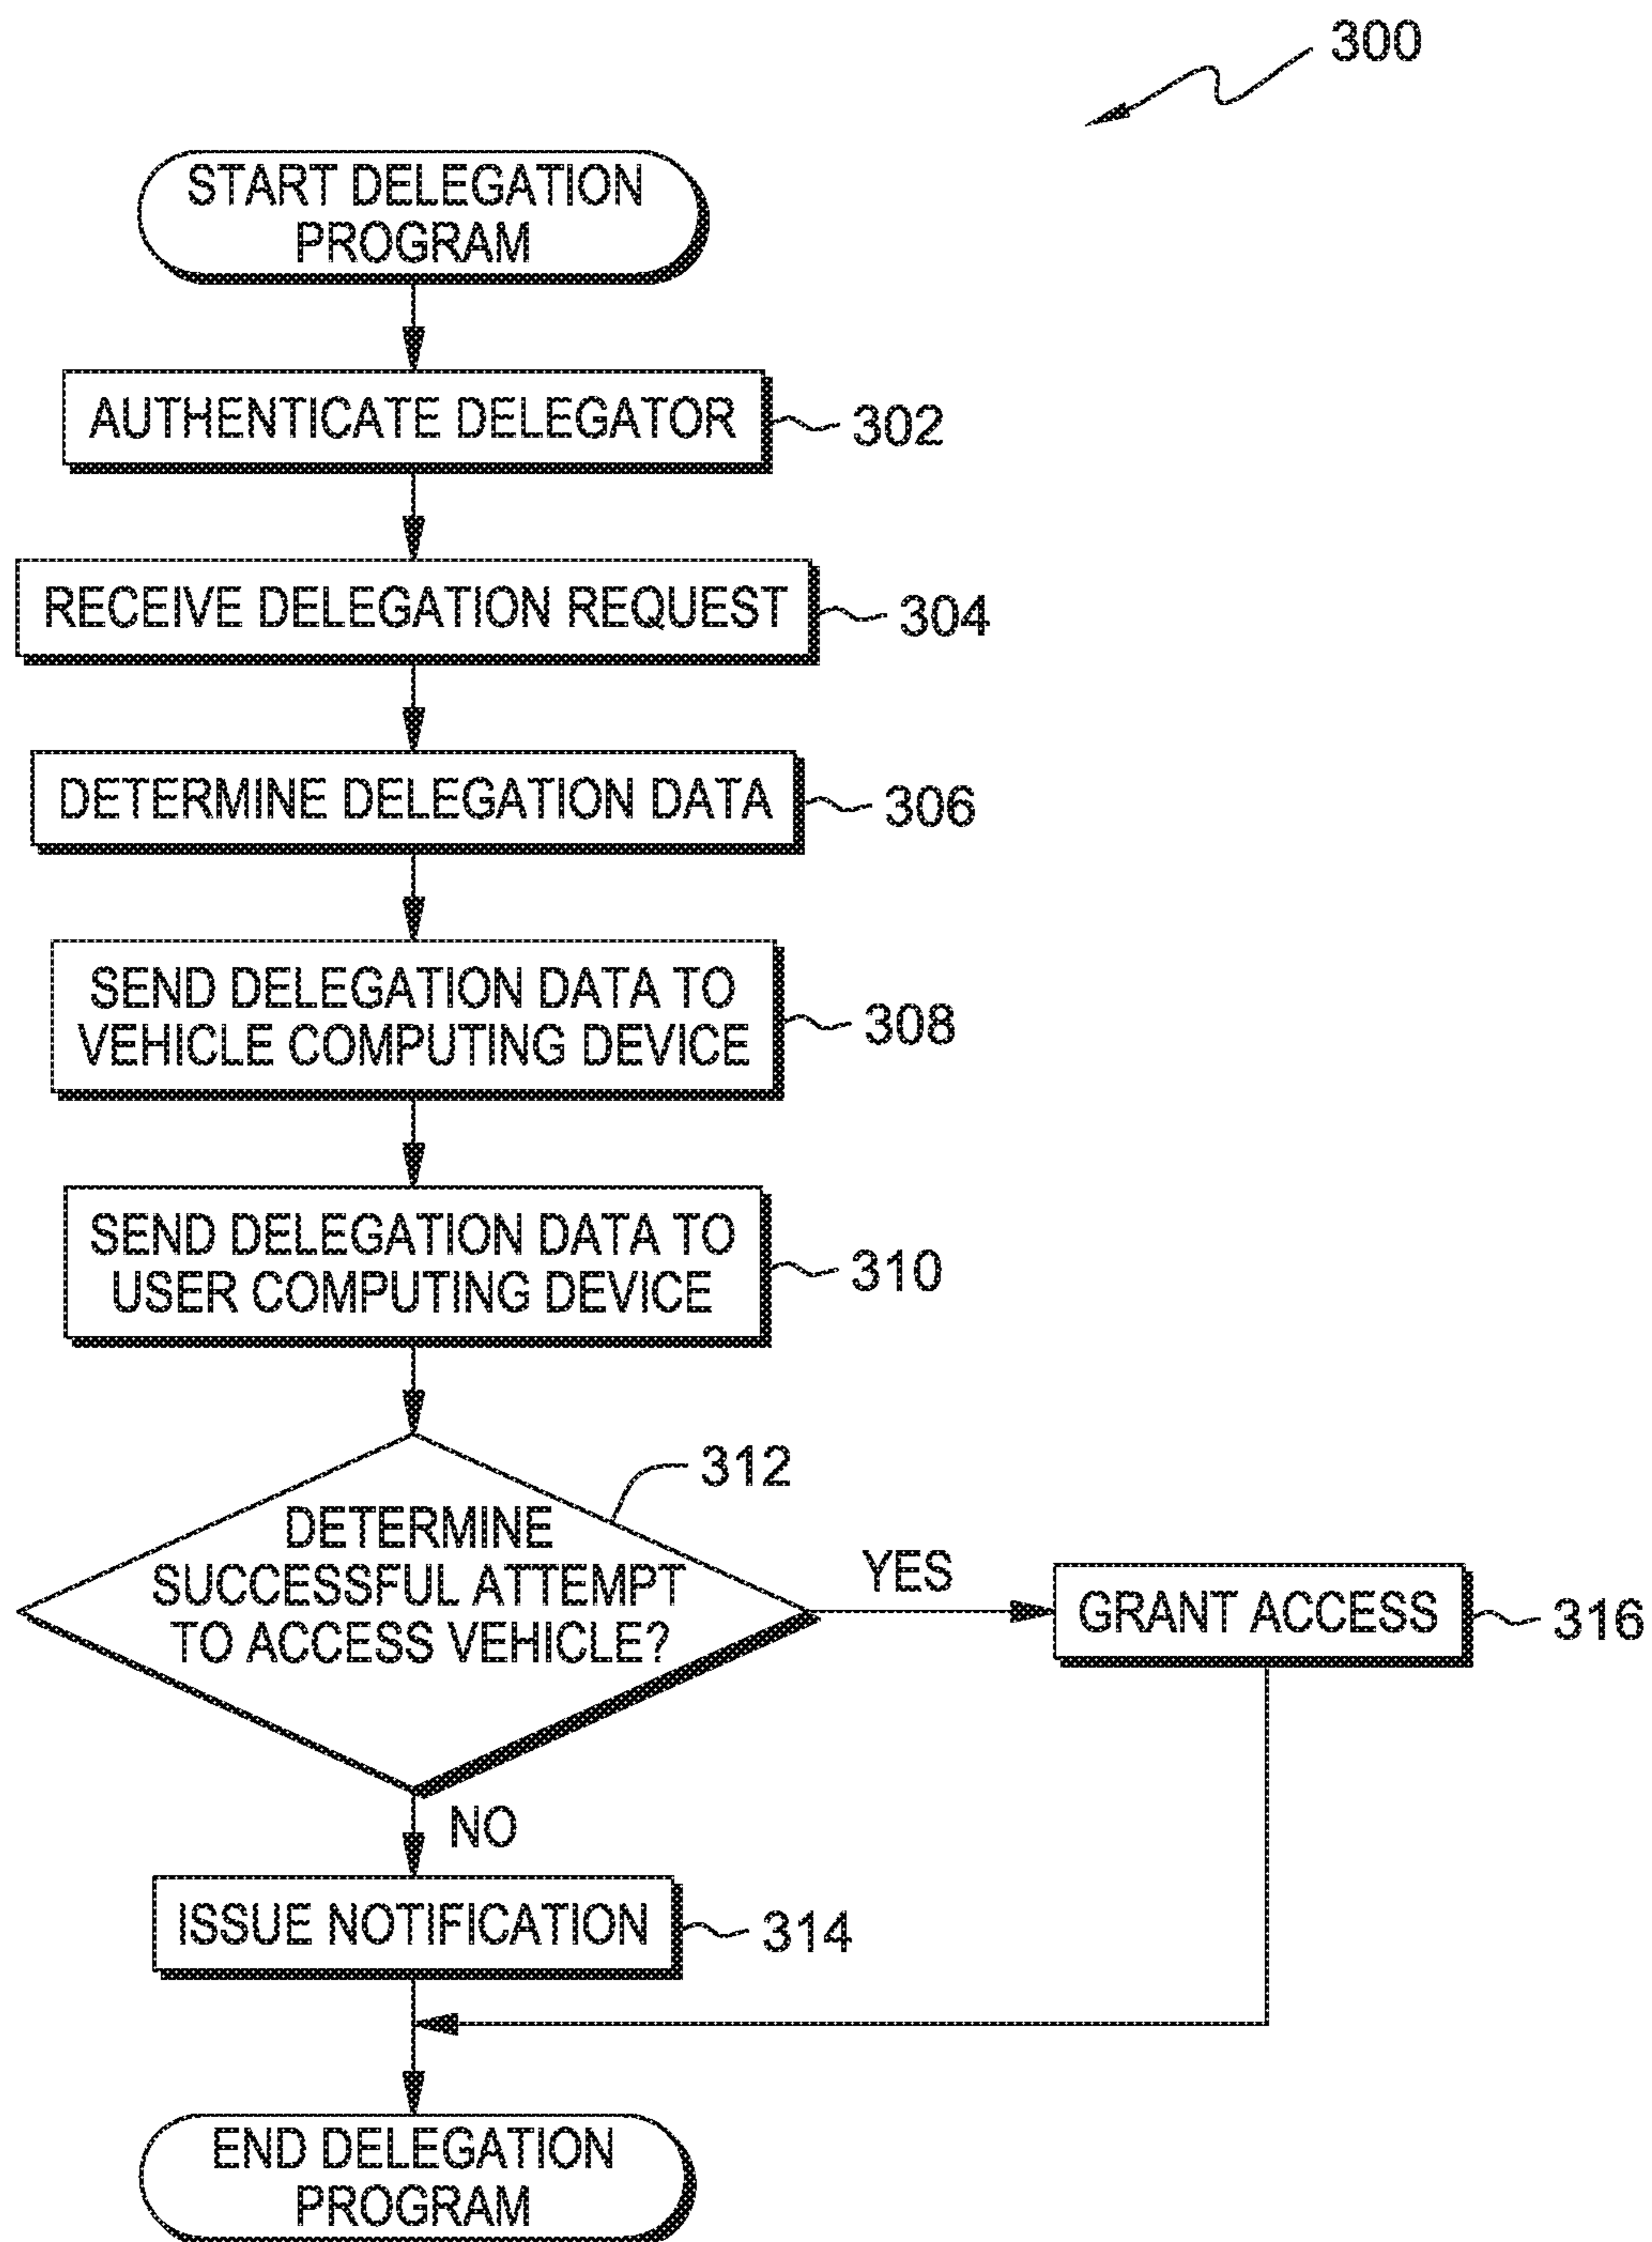 300
START DELEGATION
PROGRAM
AUTHENTICATE DELEGATOR
302
RECEIVE DELEGATION REQUEST
304
DETERMINE DELEGATION DATA
306
SEND DELEGATION DATA TO
VEHICLE COMPUTING DEVICE
308
SEND DELEGATION DATA TO
USER COMPUTING DEVICE
310
312
DETERMINE
SUCCESSFUL ATTEMPT
TO ACCESS VEHICLE?
YES
GRANT ACCESS
316
NO
ISSUE NOTIFICATION
314
END DELEGATION
PROGRAM